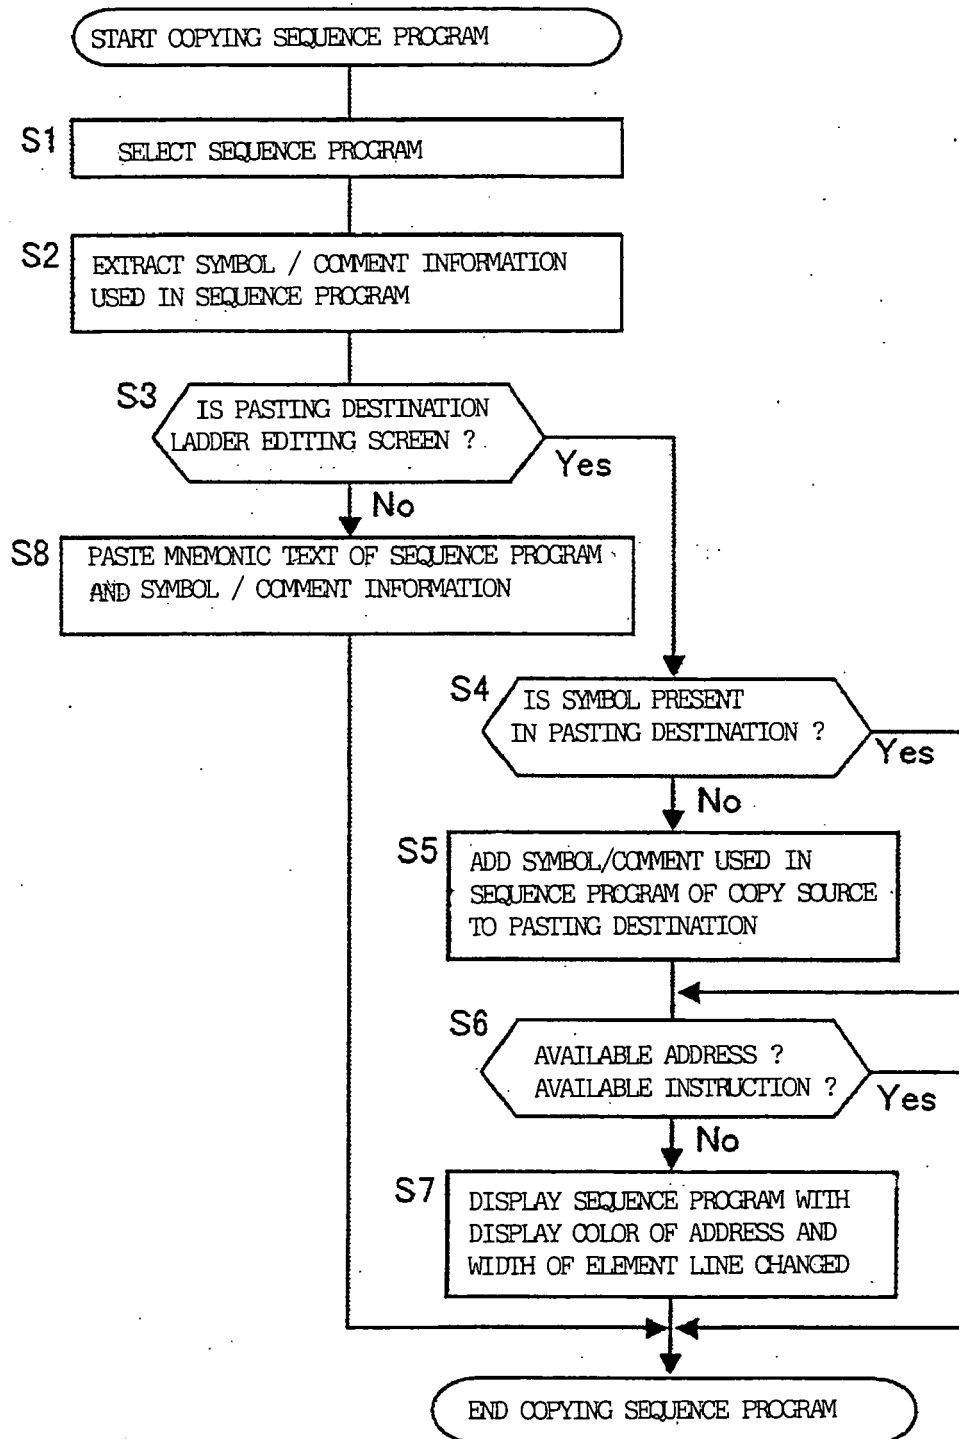 START COPYING SEQUENCE PROGRAM
S1
SELECT SEQUENCE PROGRAM
S2
EXTRACT SYMBOL / COMMENT INFORMATION
USED IN SEQUENCE PROGRAM
S3
IS PASTING DESTINATION
LADDER EDITING SCREEN ?
Yes
No
S8
PASTE MNEMONIC TEXT OF SEQUENCE PROGRAM
AND SYMBOL / COMMENT INFORMATION
S4
IS SYMBOL PRESENT
IN PASTING DESTINATION ?
Yes
No
S5
ADD SYMBOL/COMMENT USED IN
SEQUENCE PROGRAM OF COPY SOURCE
TO PASTING DESTINATION
S6
AVAILABLE ADDRESS ?
AVAILABLE INSTRUCTION ?
Yes
No
S7
DISPLAY SEQUENCE PROGRAM WITH
DISPLAY COLOR OF ADDRESS AND
WIDTH OF ELEMENT LINE CHANGED
END COPYING SEQUENCE PROGRAM